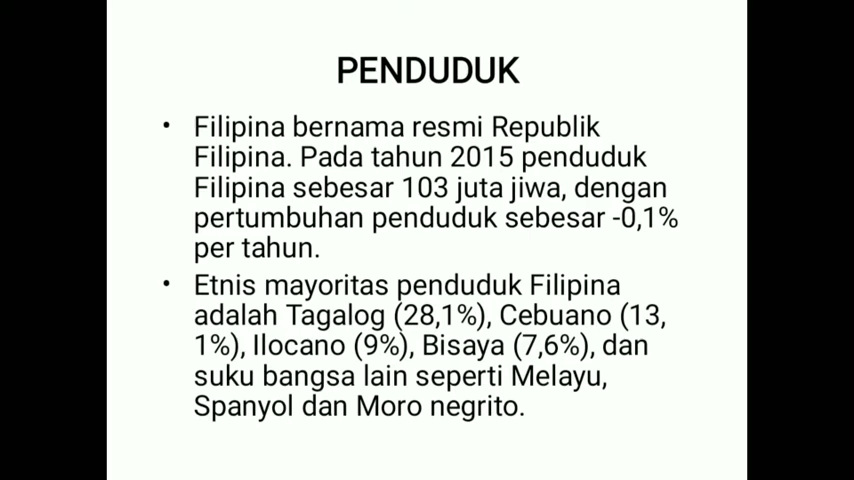 PENDUDUK
• Filipina bernama resmi Republik
Filipina. Pada tahun 2015 penduduk
Filipina sebesar 103 juta jiwa, dengan
pertumbuhan penduduk sebesar -0,1%
per tahun.
• Etnis mayoritas penduduk Filipina
adalah Tagalog (28,1%), Cebuano (13,
1%), Ilocano (9%), Bisaya (7,6%), dan
suku bangsa lain seperti Melayu,
Spanyol dan Moro negrito.